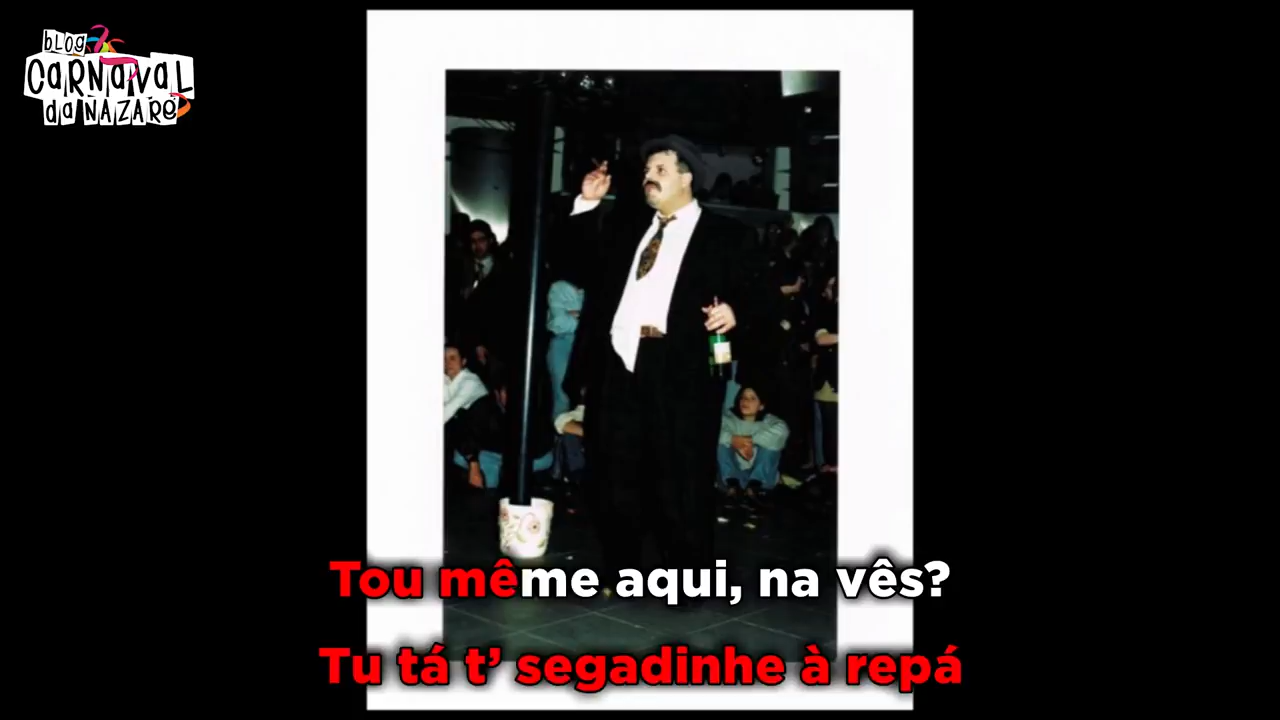 BLOG
CARNAVAL
da NAZARÉ
Tou même aqui, na vês?
Tu tá t’ segadinhe à repá